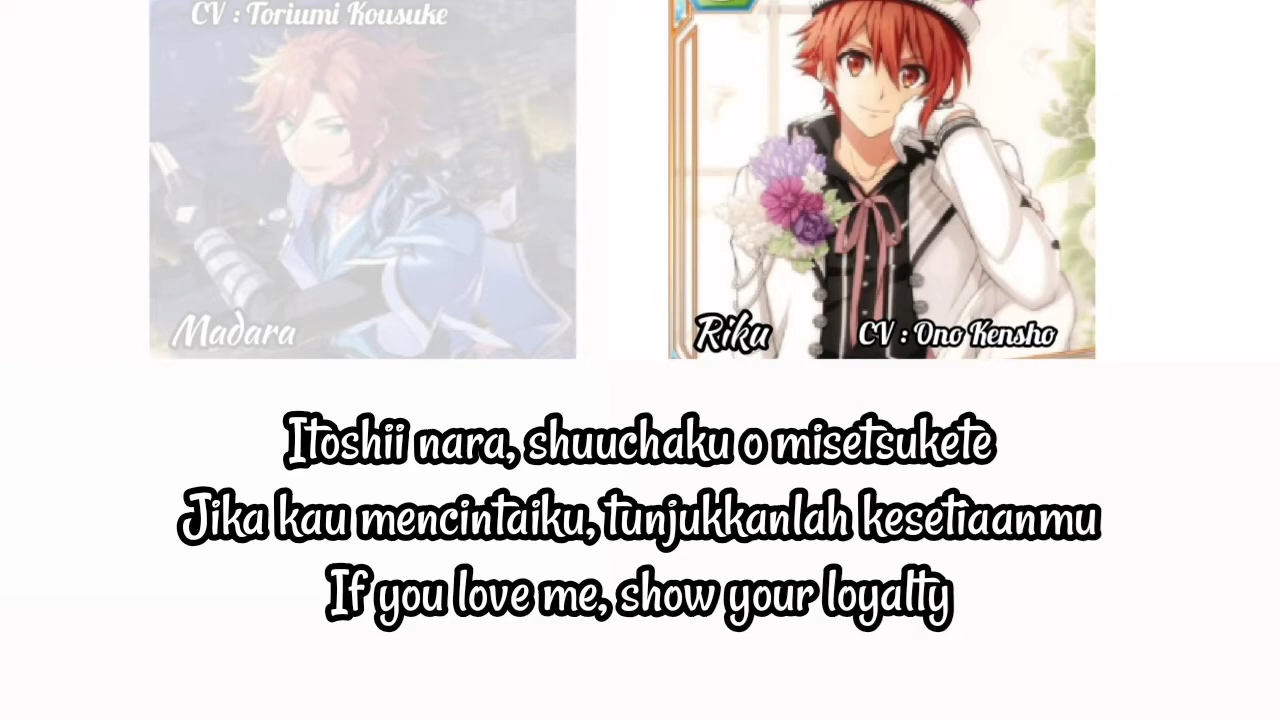 CV : Toriumi Kousuke
Madara
Riku
CV : Ono Kensho
Itoshii nara, shuuchaku o misetsukete
Jika kau mencintaiku, tunjukkanlah kesetiaanmu
If you love me, show your loyalty